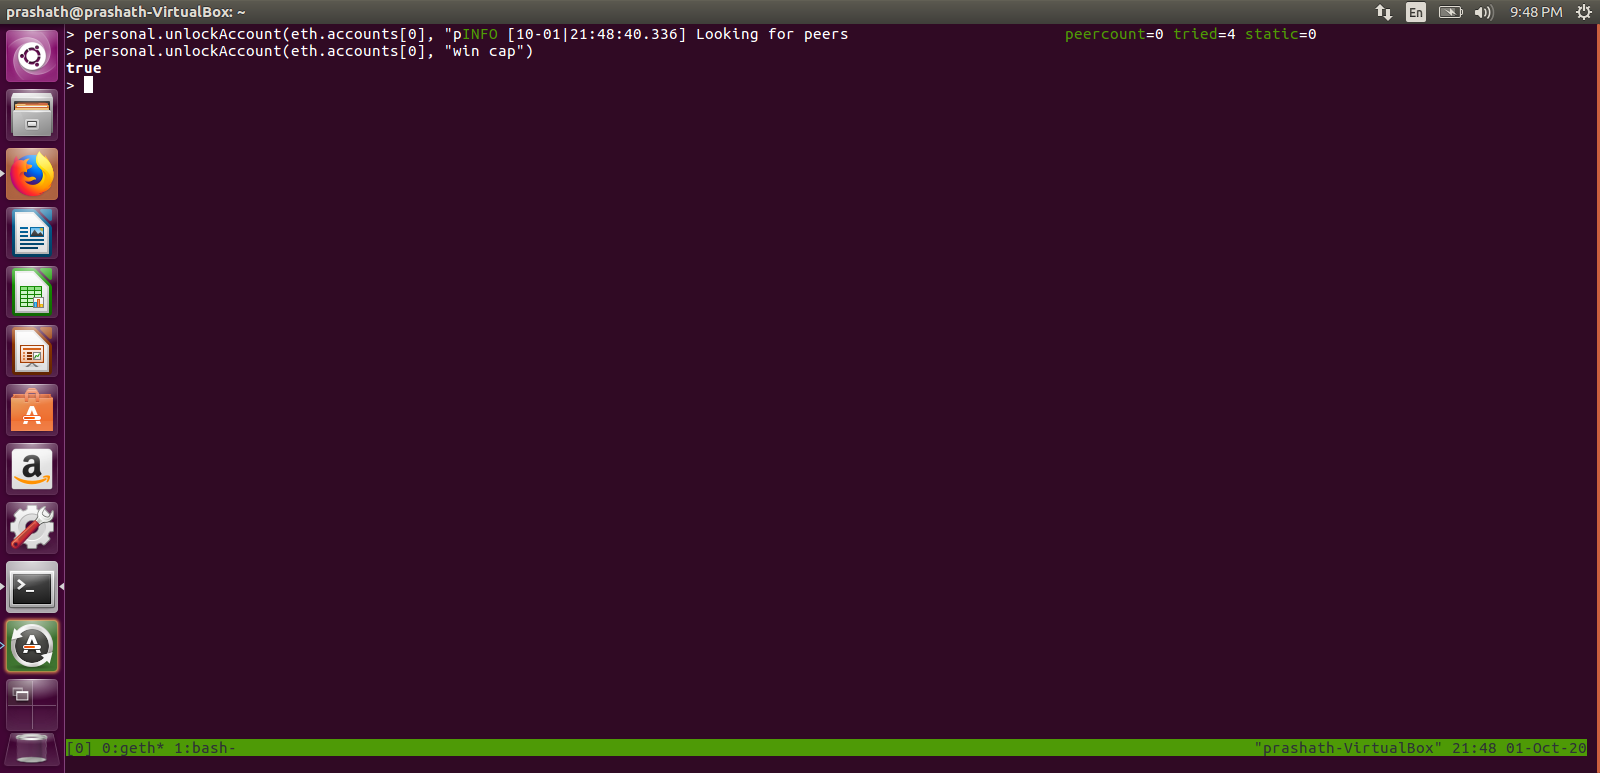 prashath@prashath-VirtualBox: ~
En
9:48 PM
> personal.unlockAccount(eth.accounts[0], "pINFO [10-01|21:48:40.336] Looking for peers peercount=0 tried=4 static=0
> personal.unlockAccount(eth.accounts[0], "win cap")
true
>
[0] 0:geth* 1:bash- "prashath-VirtualBox" 21:48 01-Oct-20